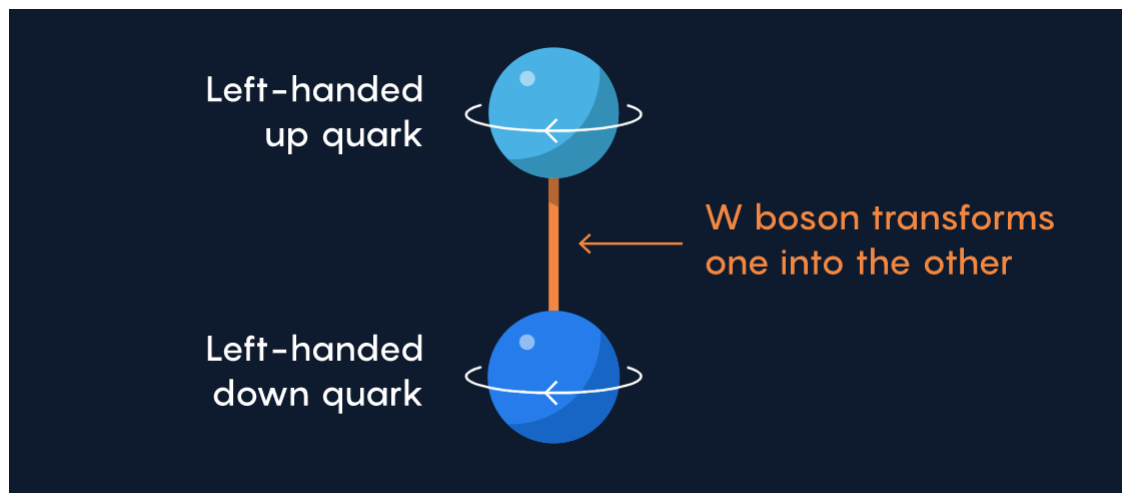 Left-handed
up quark
W boson transforms
one into the other
Left-handed
down quark